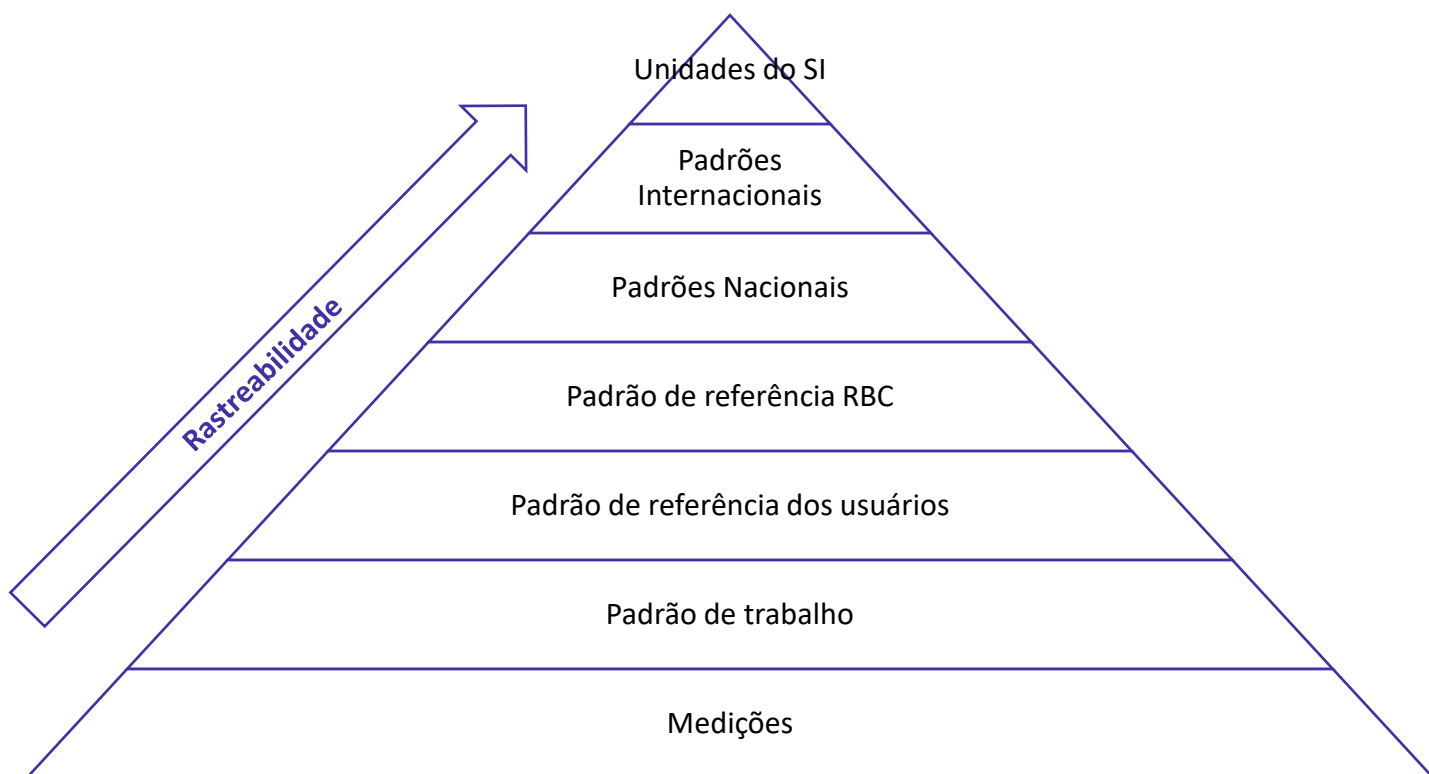 Unidades do SI
Padrões
Internacionais
Padrões Nacionais
Rastreabilidade
Padrão de referência RBC
Padrão de referência dos usuários
Padrão de trabalho
Medições